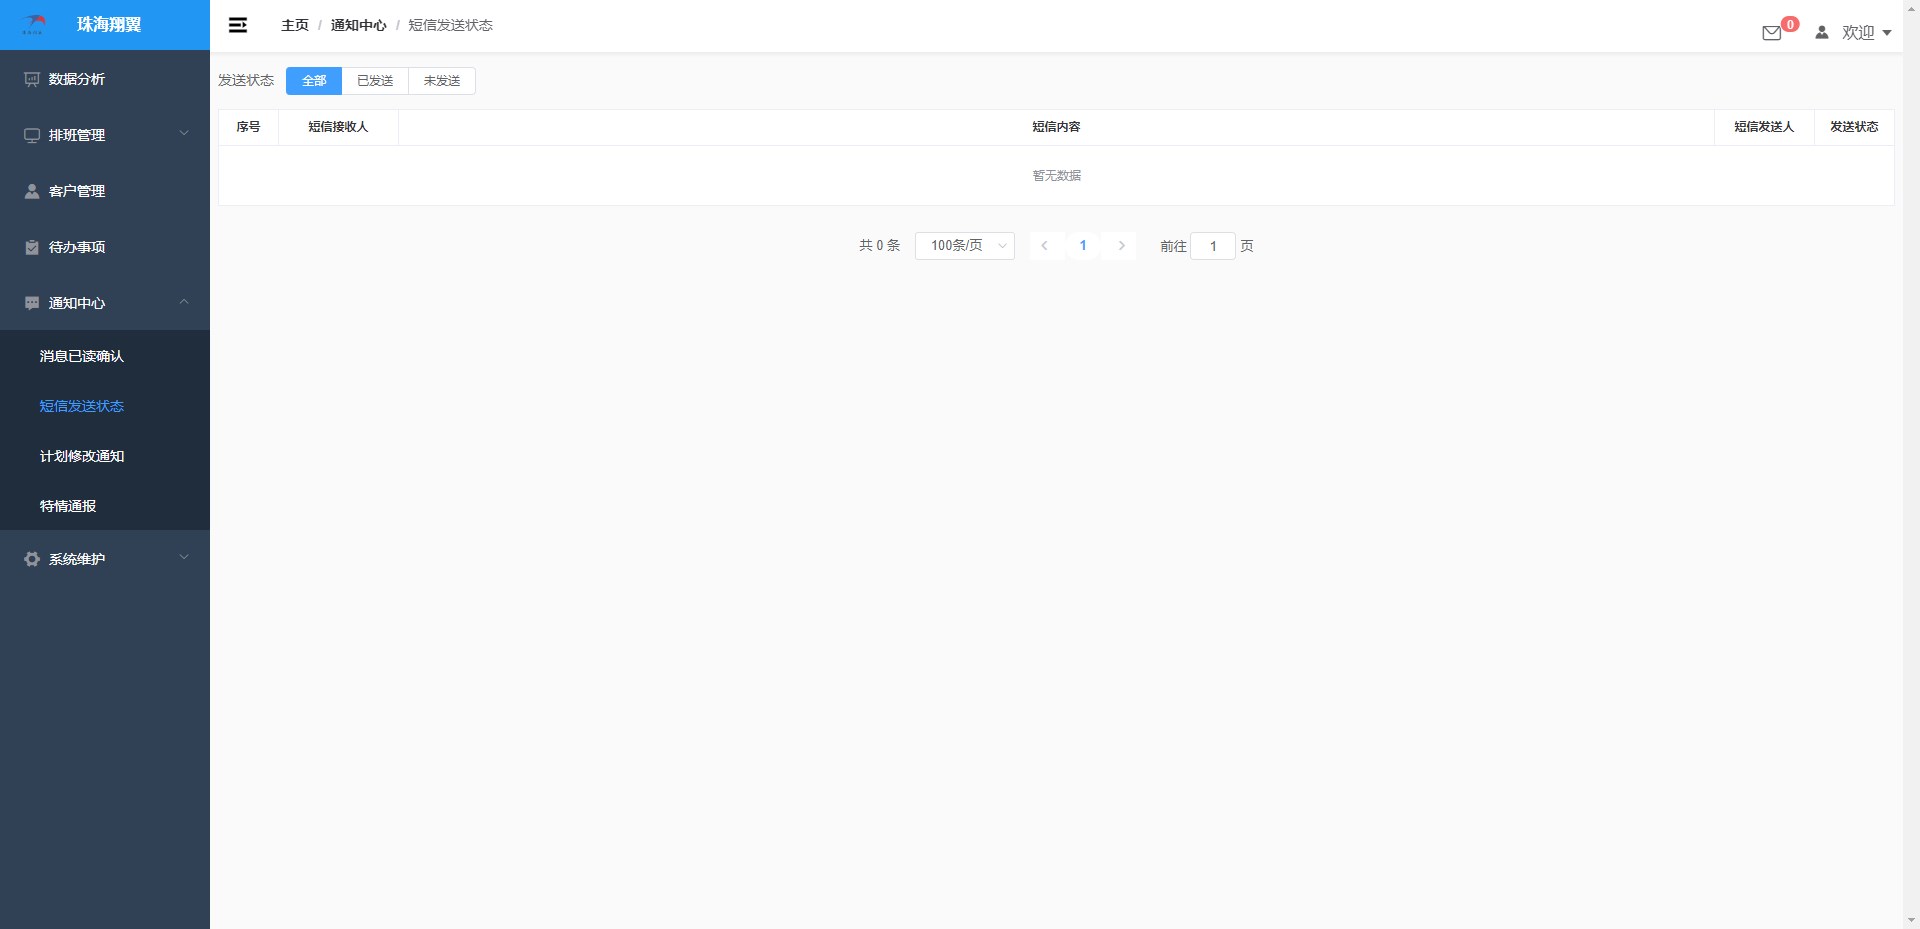 珠海翔翼
主页 / 通知中心 / 短信发送状态
0
欢迎
数据分析
排班管理
客户管理
待办事项
通知中心
消息已读确认
短信发送状态
计划修改通知
特情通报
系统维护
发送状态 全部 已发送 未发送
序号 短信接收人 短信内容 短信发送人 发送状态
暂无数据
共 0 条 100条/页 1 前往 1 页